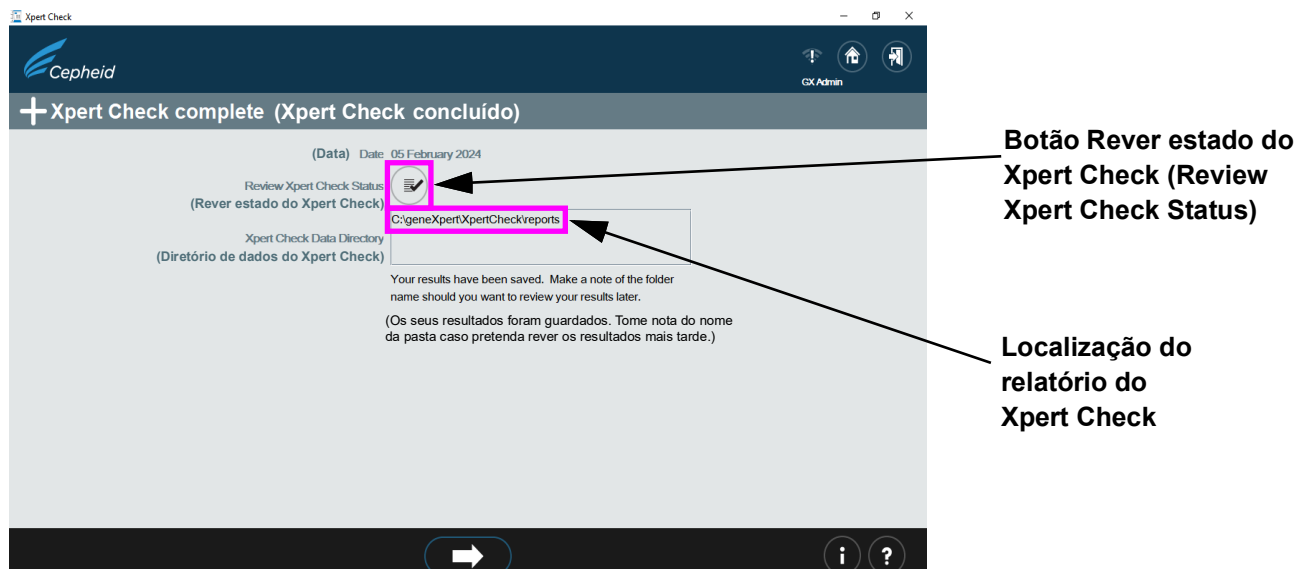 Xpert Check
Cepheid
GX Admin
Xpert Check complete (Xpert Check concluído)
(Data) Date 05 February 2024
Review Xpert Check Status
(Rever estado do Xpert Check)
C:\geneXpert\XpertCheck\reports
Xpert Check Data Directory
(Diretório de dados do Xpert Check)
Your results have been saved. Make a note of the folder
name should you want to review your results later.
(Os seus resultados foram guardados. Tome nota do nome
da pasta caso pretenda rever os resultados mais tarde.)
i ?
Botão Rever estado do
Xpert Check (Review
Xpert Check Status)
Localização do
relatório do
Xpert Check